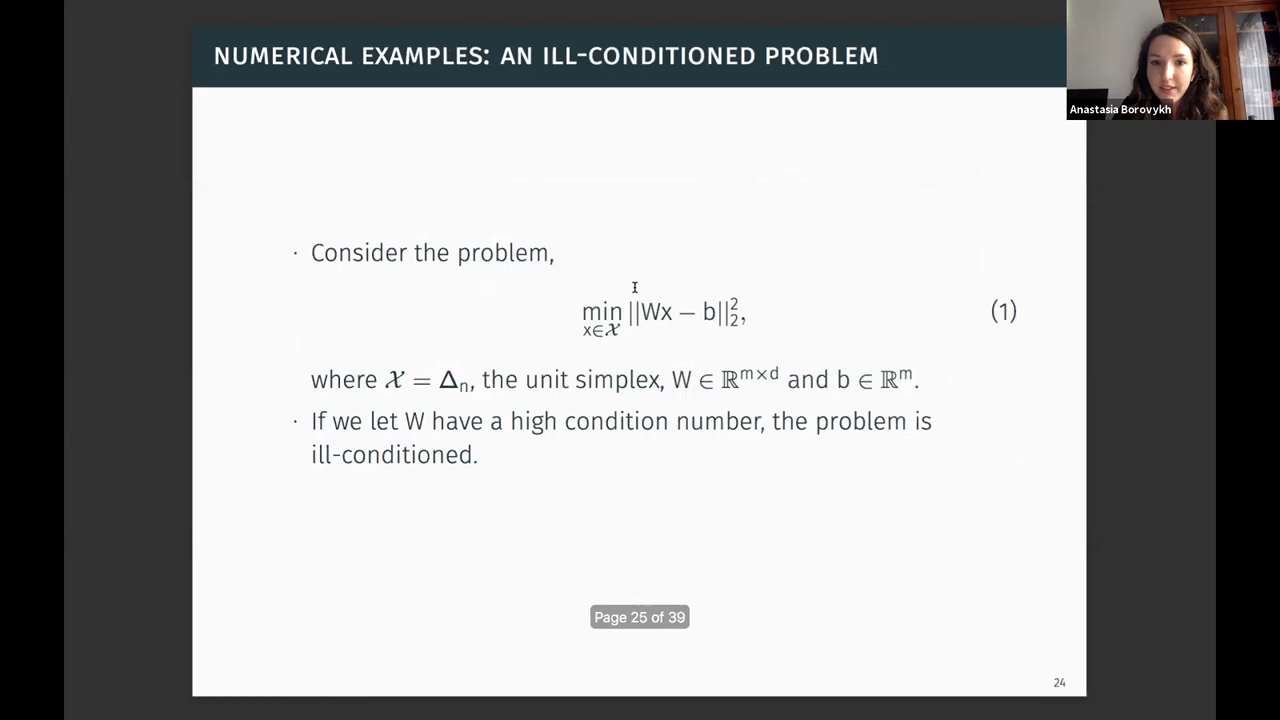 NUMERICAL EXAMPLES: AN ILL-CONDITIONED PROBLEM
Anastasia Borovykh
· Consider the problem,
min ||Wx − b||₂², (1)
x∈𝒳
where 𝒳 = Δₙ, the unit simplex, W ∈ ℝᵐˣᵈ and b ∈ ℝᵐ.
· If we let W have a high condition number, the problem is
ill-conditioned.
Page 25 of 39
24